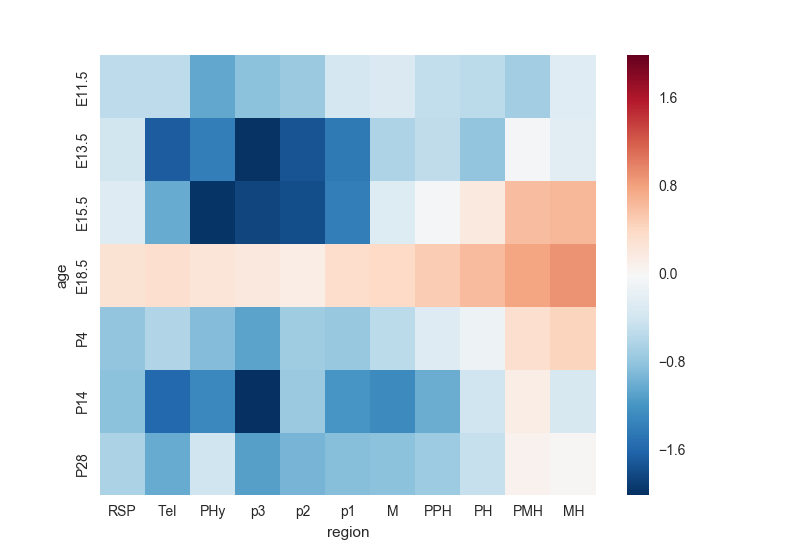 E11.5
E13.5
E15.5
E18.5
P4
P14
P28
age
RSP Tel PHy p3 p2 p1 M PPH PH PMH MH
region
1.6
0.8
0.0
−0.8
−1.6